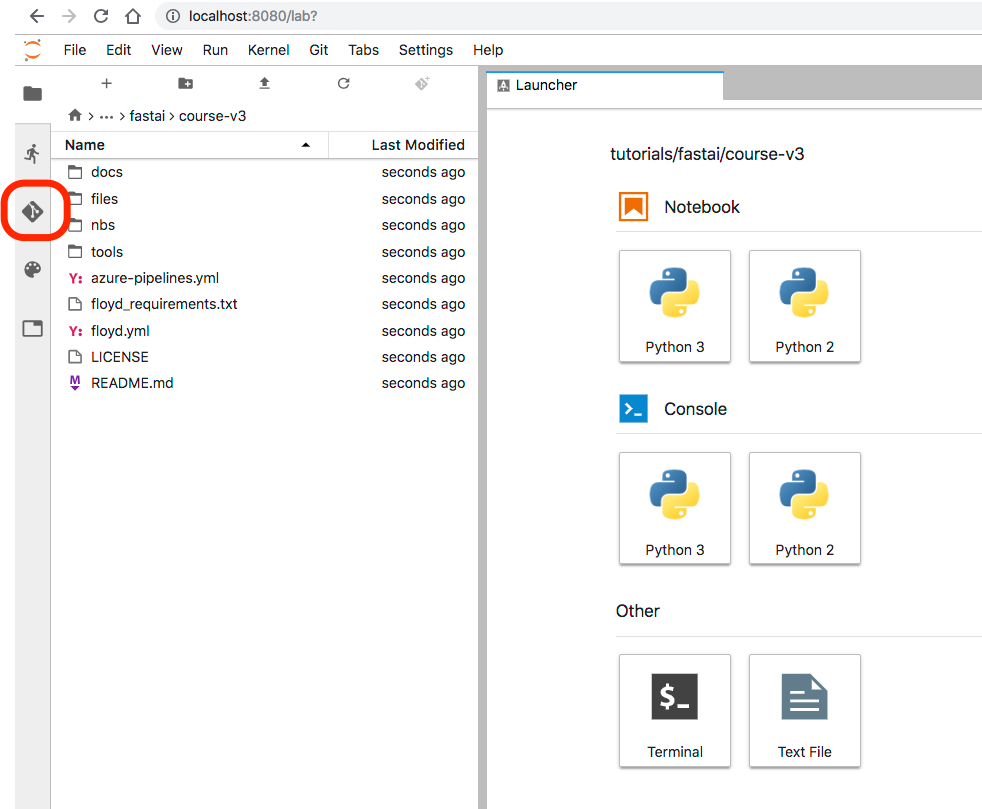 localhost:8080/lab?
File Edit View Run Kernel Git Tabs Settings Help
Launcher
... > fastai > course-v3
Name Last Modified
docs seconds ago
files seconds ago
nbs seconds ago
tools seconds ago
Y: azure-pipelines.yml seconds ago
floyd_requirements.txt seconds ago
Y: floyd.yml seconds ago
LICENSE seconds ago
M README.md seconds ago
tutorials/fastai/course-v3
Notebook
Python 3 Python 2
>_ Console
Python 3 Python 2
Other
$_
Terminal Text File